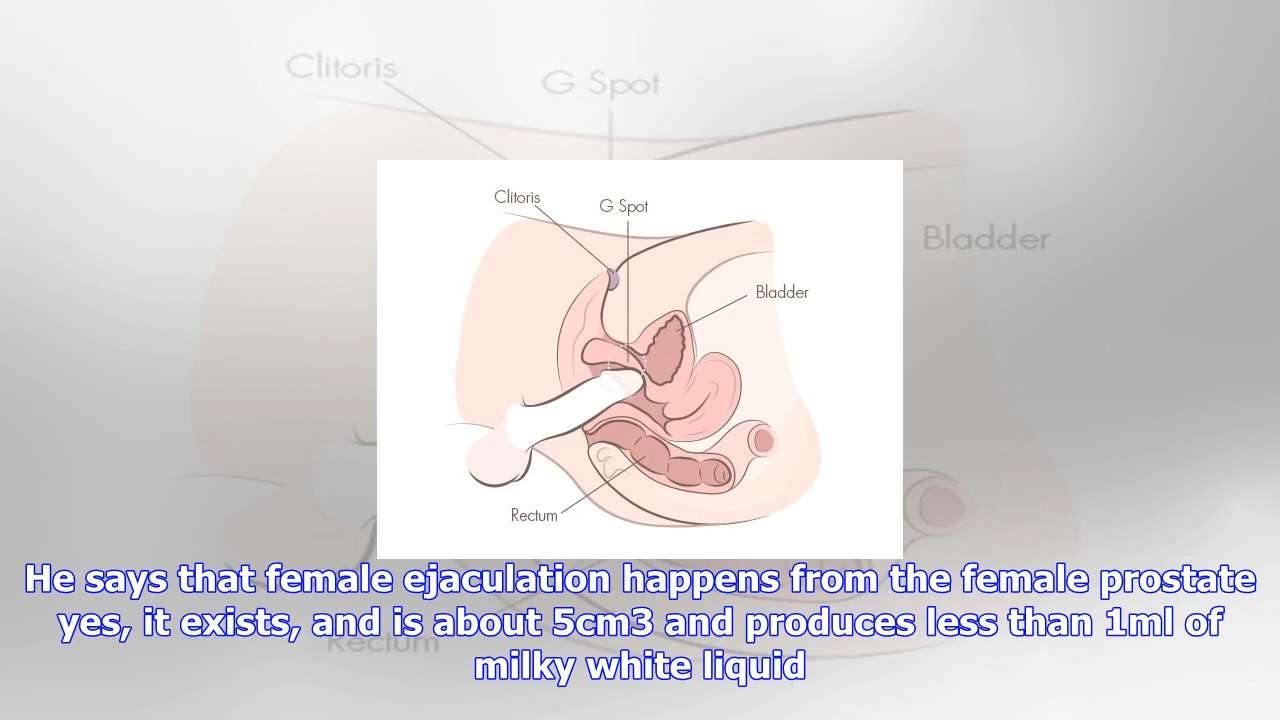 Clitoris
G Spot
Bladder
Clitoris
G Spot
Bladder
Rectum
He says that female ejaculation happens from the female prostate
yes, it exists, and is about 5cm3 and produces less than 1ml of
milky white liquid
Rectum